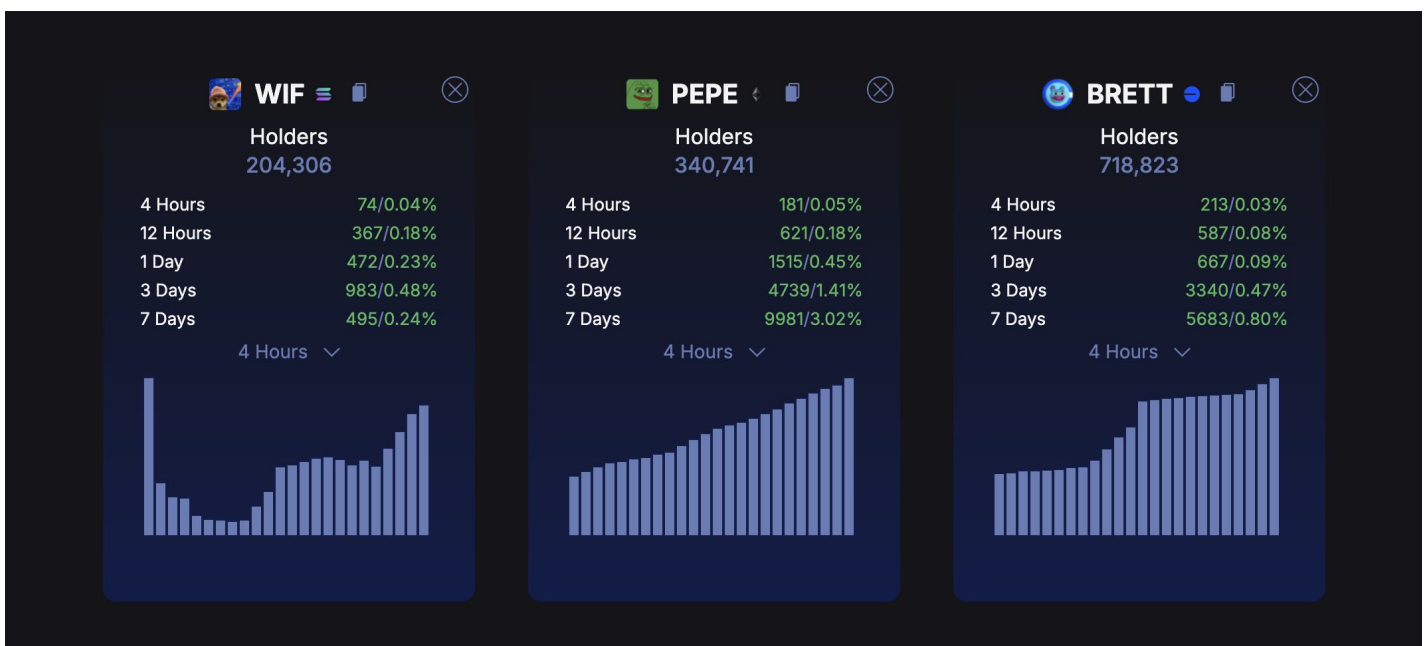 WIF
Holders
204,306
4 Hours 74/0.04%
12 Hours 367/0.18%
1 Day 472/0.23%
3 Days 983/0.48%
7 Days 495/0.24%
4 Hours
PEPE
Holders
340,741
4 Hours 181/0.05%
12 Hours 621/0.18%
1 Day 1515/0.45%
3 Days 4739/1.41%
7 Days 9981/3.02%
4 Hours
BRETT
Holders
718,823
4 Hours 213/0.03%
12 Hours 587/0.08%
1 Day 667/0.09%
3 Days 3340/0.47%
7 Days 5683/0.80%
4 Hours